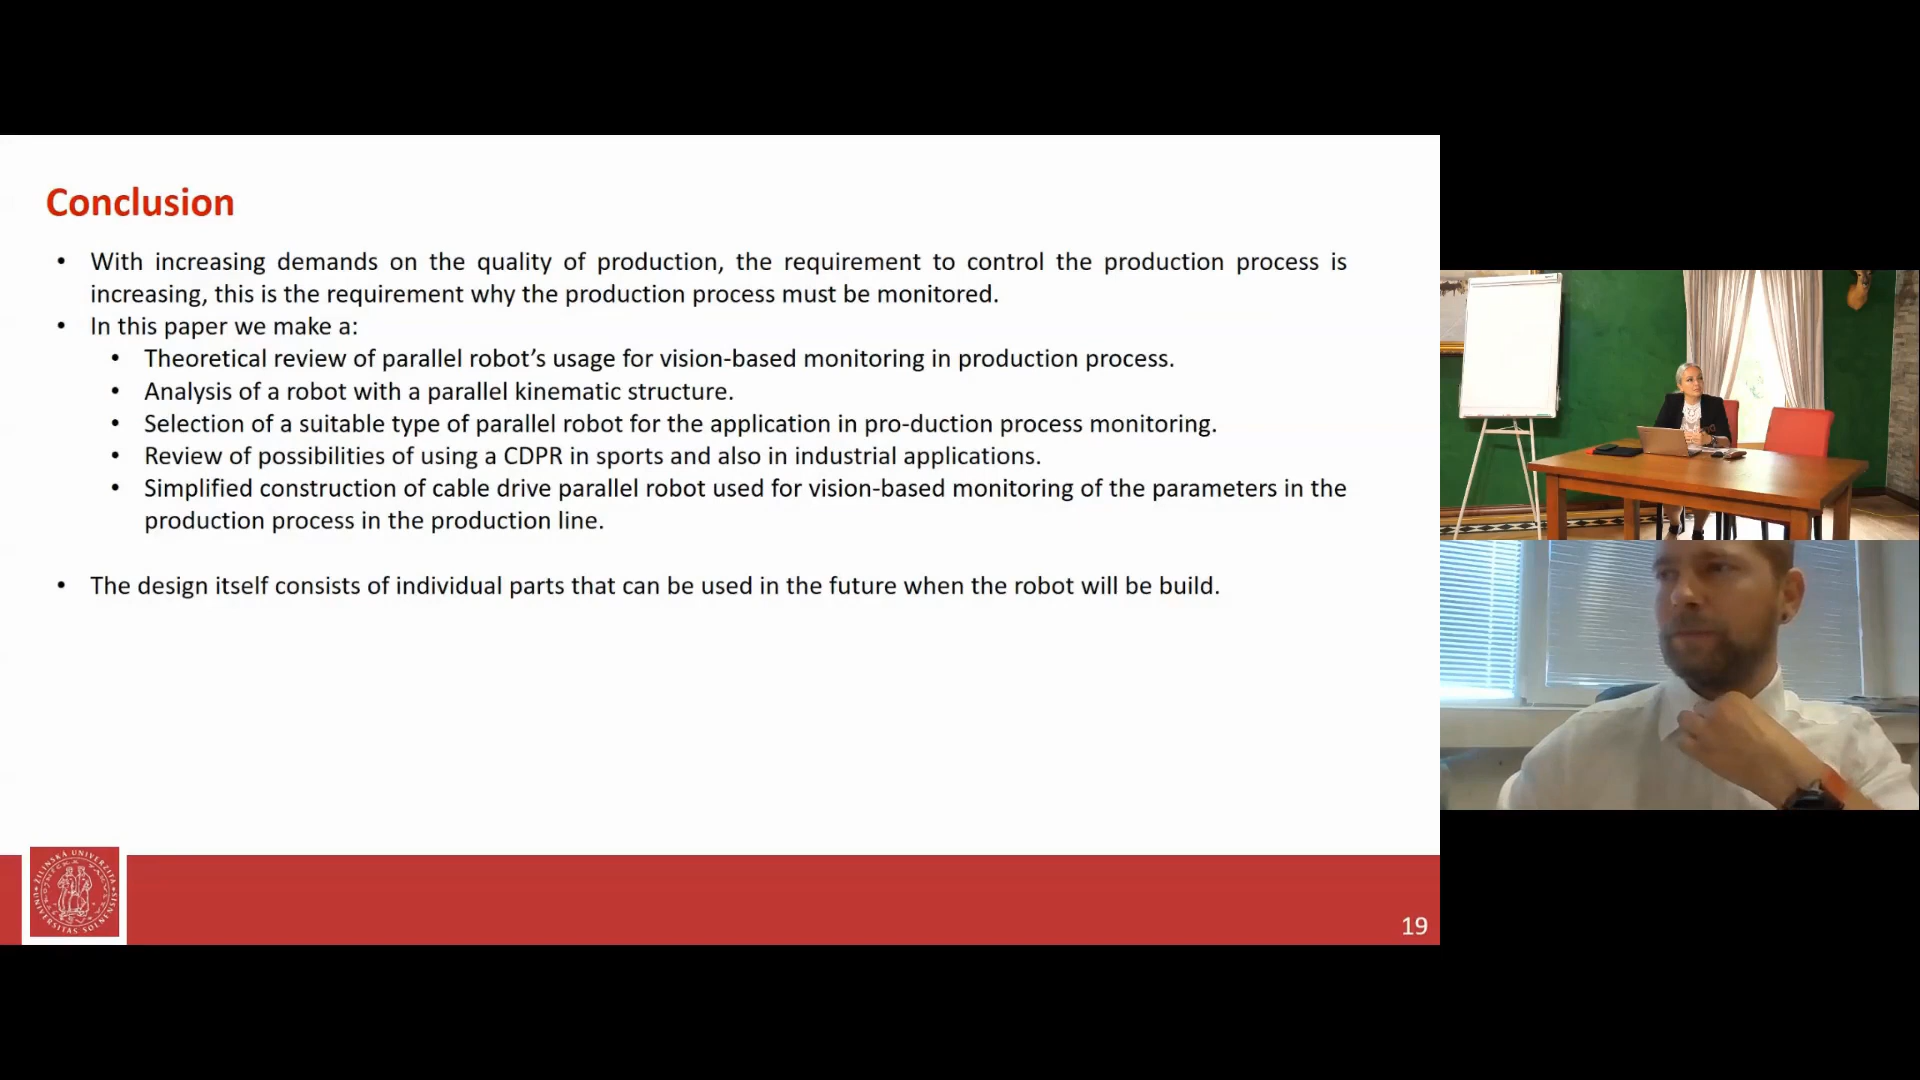 Conclusion
• With increasing demands on the quality of production, the requirement to control the production process is
increasing, this is the requirement why the production process must be monitored.
• In this paper we make a:
• Theoretical review of parallel robot’s usage for vision-based monitoring in production process.
• Analysis of a robot with a parallel kinematic structure.
• Selection of a suitable type of parallel robot for the application in pro-duction process monitoring.
• Review of possibilities of using a CDPR in sports and also in industrial applications.
• Simplified construction of cable drive parallel robot used for vision-based monitoring of the parameters in the
production process in the production line.
• The design itself consists of individual parts that can be used in the future when the robot will be build.
ŽILINSKÁ UNIVERZITA
UNIVERSITAS SOLNENSIS
19